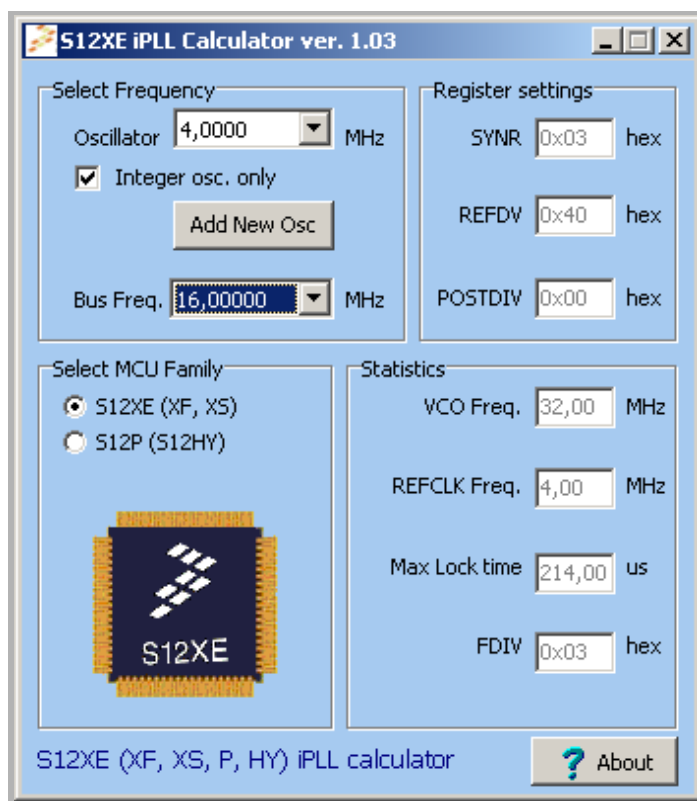 S12XE iPLL Calculator ver. 1.03
Select Frequency
Oscillator 4,0000 MHz
Integer osc. only
Add New Osc
Bus Freq. 16,00000 MHz
Register settings
SYNR 0x03 hex
REFDV 0x40 hex
POSTDIV 0x00 hex
Select MCU Family
S12XE (XF, XS)
S12P (S12HY)
S12XE
Statistics
VCO Freq. 32,00 MHz
REFCLK Freq. 4,00 MHz
Max Lock time 214,00 us
FDIV 0x03 hex
S12XE (XF, XS, P, HY) iPLL calculator
? About